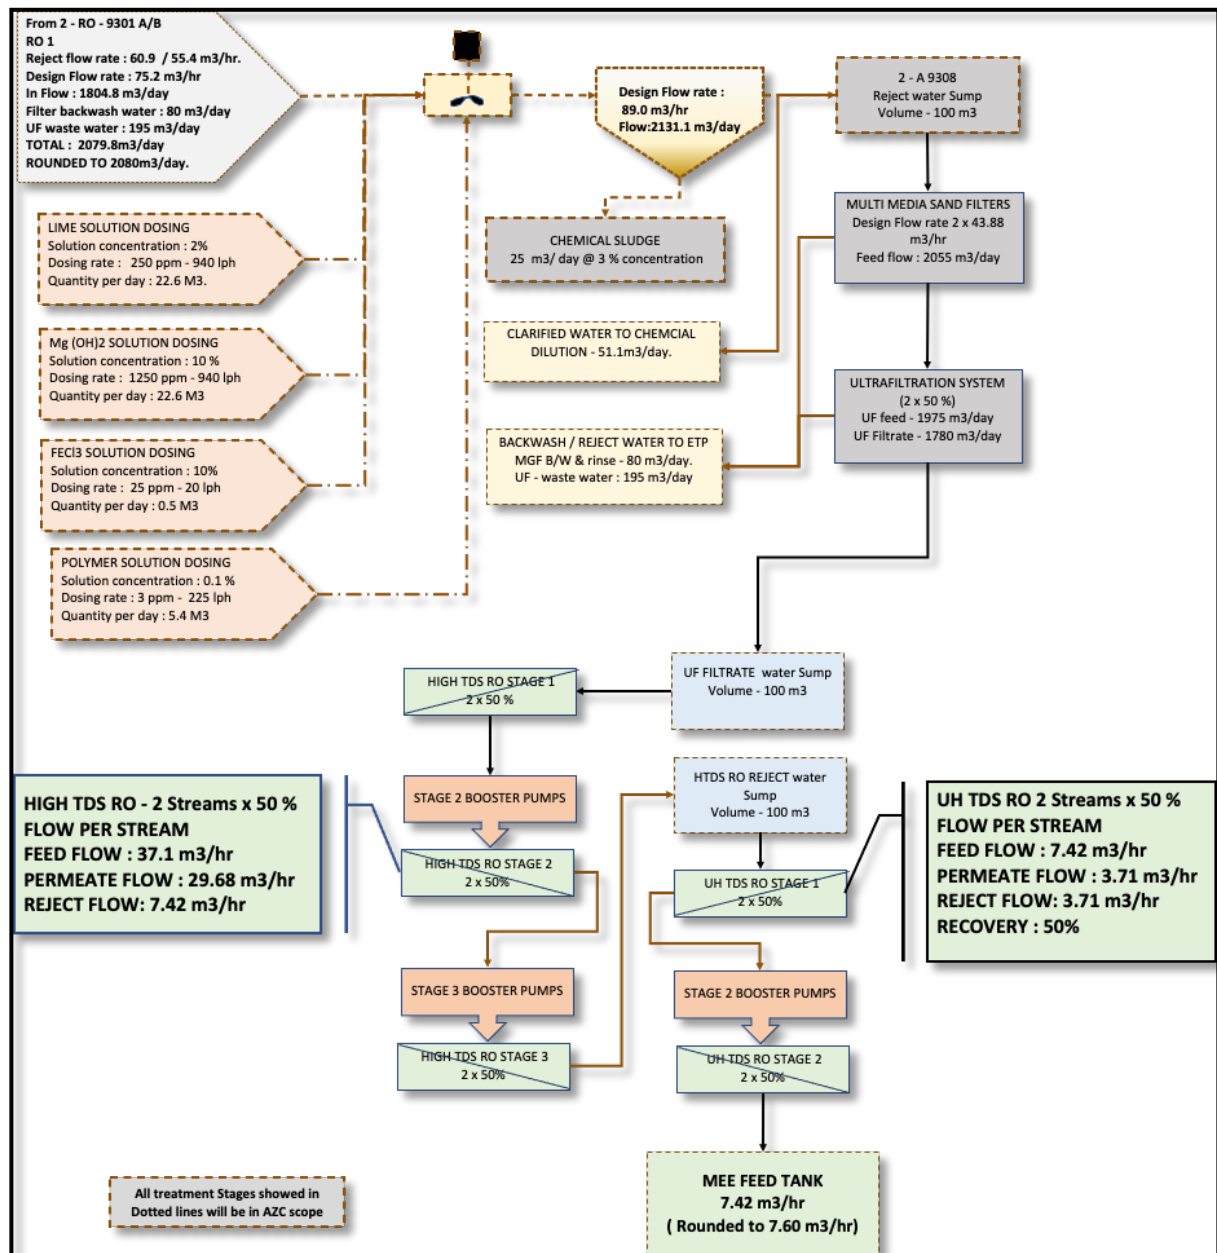 From 2 - RO - 9301 A/B
RO 1
Reject flow rate : 60.9 / 55.4 m3/hr.
Design Flow rate : 75.2 m3/hr
In Flow : 1804.8 m3/day
Filter backwash water : 80 m3/day
UF waste water : 195 m3/day
TOTAL : 2079.8m3/day
ROUNDED TO 2080m3/day.
Design Flow rate :
89.0 m3/hr
Flow:2131.1 m3/day
2 - A 9308
Reject water Sump
Volume - 100 m3
LIME SOLUTION DOSING
Solution concentration : 2%
Dosing rate : 250 ppm - 940 lph
Quantity per day : 22.6 M3.
CHEMICAL SLUDGE
25 m3/ day @ 3 % concentration
MULTI MEDIA SAND FILTERS
Design Flow rate 2 x 43.88
m3/hr
Feed flow : 2055 m3/day
Mg (OH)2 SOLUTION DOSING
Solution concentration : 10 %
Dosing rate : 1250 ppm - 940 lph
Quantity per day : 22.6 M3
CLARIFIED WATER TO CHEMCIAL
DILUTION - 51.1m3/day.
ULTRAFILTRATION SYSTEM
(2 x 50 %)
UF feed - 1975 m3/day
UF Filtrate - 1780 m3/day
FECl3 SOLUTION DOSING
Solution concentration : 10%
Dosing rate : 25 ppm - 20 lph
Quantity per day : 0.5 M3
BACKWASH / REJECT WATER TO ETP
MGF B/W & rinse - 80 m3/day.
UF - waste water : 195 m3/day
POLYMER SOLUTION DOSING
Solution concentration : 0.1 %
Dosing rate : 3 ppm - 225 lph
Quantity per day : 5.4 M3
UF FILTRATE water Sump
Volume - 100 m3
HIGH TDS RO STAGE 1
2 x 50 %
HIGH TDS RO - 2 Streams x 50 %
FLOW PER STREAM
FEED FLOW : 37.1 m3/hr
PERMEATE FLOW : 29.68 m3/hr
REJECT FLOW: 7.42 m3/hr
STAGE 2 BOOSTER PUMPS
HIGH TDS RO STAGE 2
2 x 50%
HTDS RO REJECT water
Sump
Volume - 100 m3
UH TDS RO STAGE 1
2 x 50%
UH TDS RO 2 Streams x 50 %
FLOW PER STREAM
FEED FLOW : 7.42 m3/hr
PERMEATE FLOW : 3.71 m3/hr
REJECT FLOW: 3.71 m3/hr
RECOVERY : 50%
STAGE 3 BOOSTER PUMPS
STAGE 2 BOOSTER PUMPS
HIGH TDS RO STAGE 3
2 x 50%
UH TDS RO STAGE 2
2 x 50%
MEE FEED TANK
7.42 m3/hr
( Rounded to 7.60 m3/hr)
All treatment Stages showed in
Dotted lines will be in AZC scope